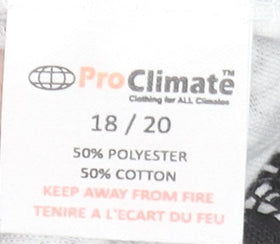 ProClimate™
Clothing for ALL Climates
18 / 20
50% POLYESTER
50% COTTON
KEEP AWAY FROM FIRE
TENIRE A L'ECART DU FEU